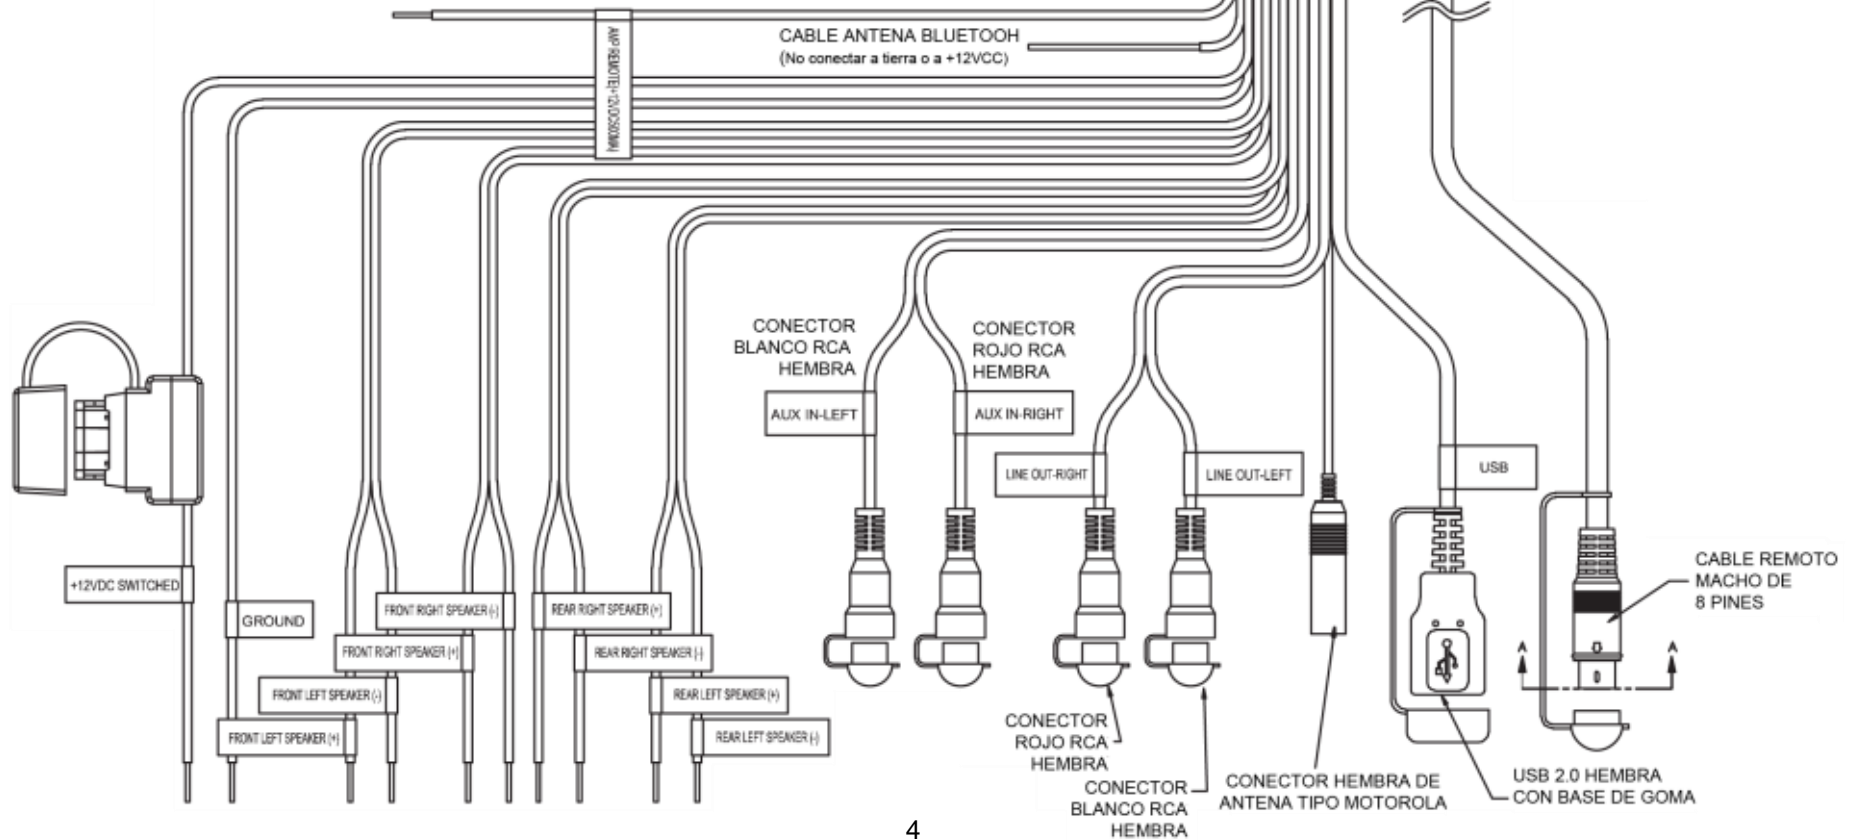 AMP REMOTE(+12VDC500MA)
CABLE ANTENA BLUETOOH
(No conectar a tierra o a +12VCC)
CONECTOR
BLANCO RCA
HEMBRA
CONECTOR
ROJO RCA
HEMBRA
AUX IN-LEFT
AUX IN-RIGHT
LINE OUT-RIGHT
LINE OUT-LEFT
USB
+12VDC SWITCHED
GROUND
FRONT RIGHT SPEAKER (-)
REAR RIGHT SPEAKER (+)
FRONT RIGHT SPEAKER (+)
REAR RIGHT SPEAKER (-)
FRONT LEFT SPEAKER (-)
REAR LEFT SPEAKER (+)
FRONT LEFT SPEAKER (+)
REAR LEFT SPEAKER (-)
CABLE REMOTO
MACHO DE
8 PINES
A
A
CONECTOR
ROJO RCA
HEMBRA
CONECTOR
BLANCO RCA
HEMBRA
CONECTOR HEMBRA DE
ANTENA TIPO MOTOROLA
USB 2.0 HEMBRA
CON BASE DE GOMA
4